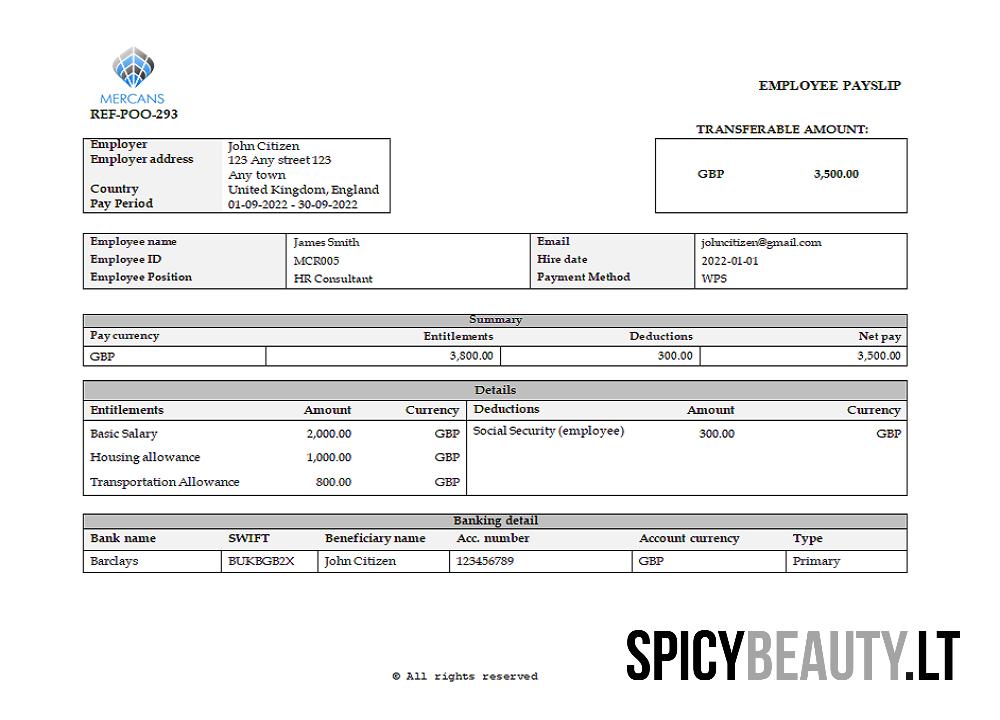 MERCANS
REF-POO-293
EMPLOYEE PAYSLIP
TRANSFERABLE AMOUNT:
GBP 3,500.00
Employer John Citizen
Employer address 123 Any street 123
Any town
Country United Kingdom, England
Pay Period 01-09-2022 - 30-09-2022
Employee name James Smith Email johncitizen@gmail.com
Employee ID MCR005 Hire date 2022-01-01
Employee Position HR Consultant Payment Method WPS
Summary
Pay currency Entitlements Deductions Net pay
GBP 3,800.00 300.00 3,500.00
Details
Entitlements Amount Currency Deductions Amount Currency
Basic Salary 2,000.00 GBP Social Security (employee) 300.00 GBP
Housing allowance 1,000.00 GBP
Transportation Allowance 800.00 GBP
Banking detail
Bank name SWIFT Beneficiary name Acc. number Account currency Type
Barclays BUKBGB2X John Citizen 123456789 GBP Primary
© All rights reserved
SPICYBEAUTY.LT